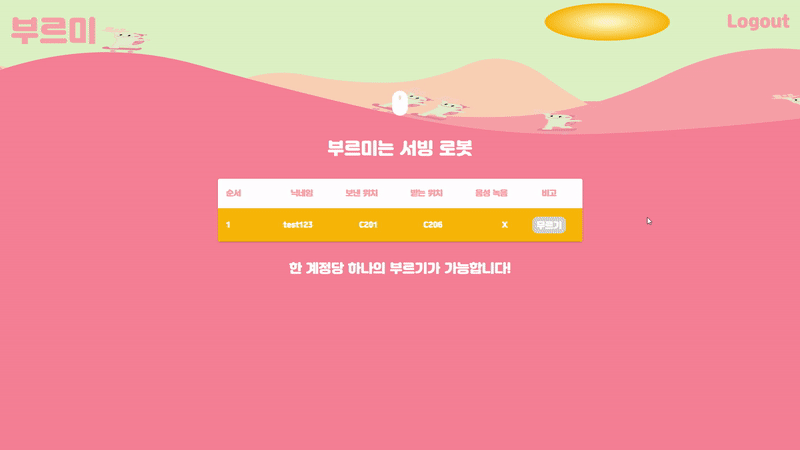 부르미
Logout
부르미는 서빙 로봇
순서 닉네임 보낸 위치 받는 위치 음성 녹음 비고
1 test123 C201 C206 X 무르기
한 계정당 하나의 부르기가 가능합니다!